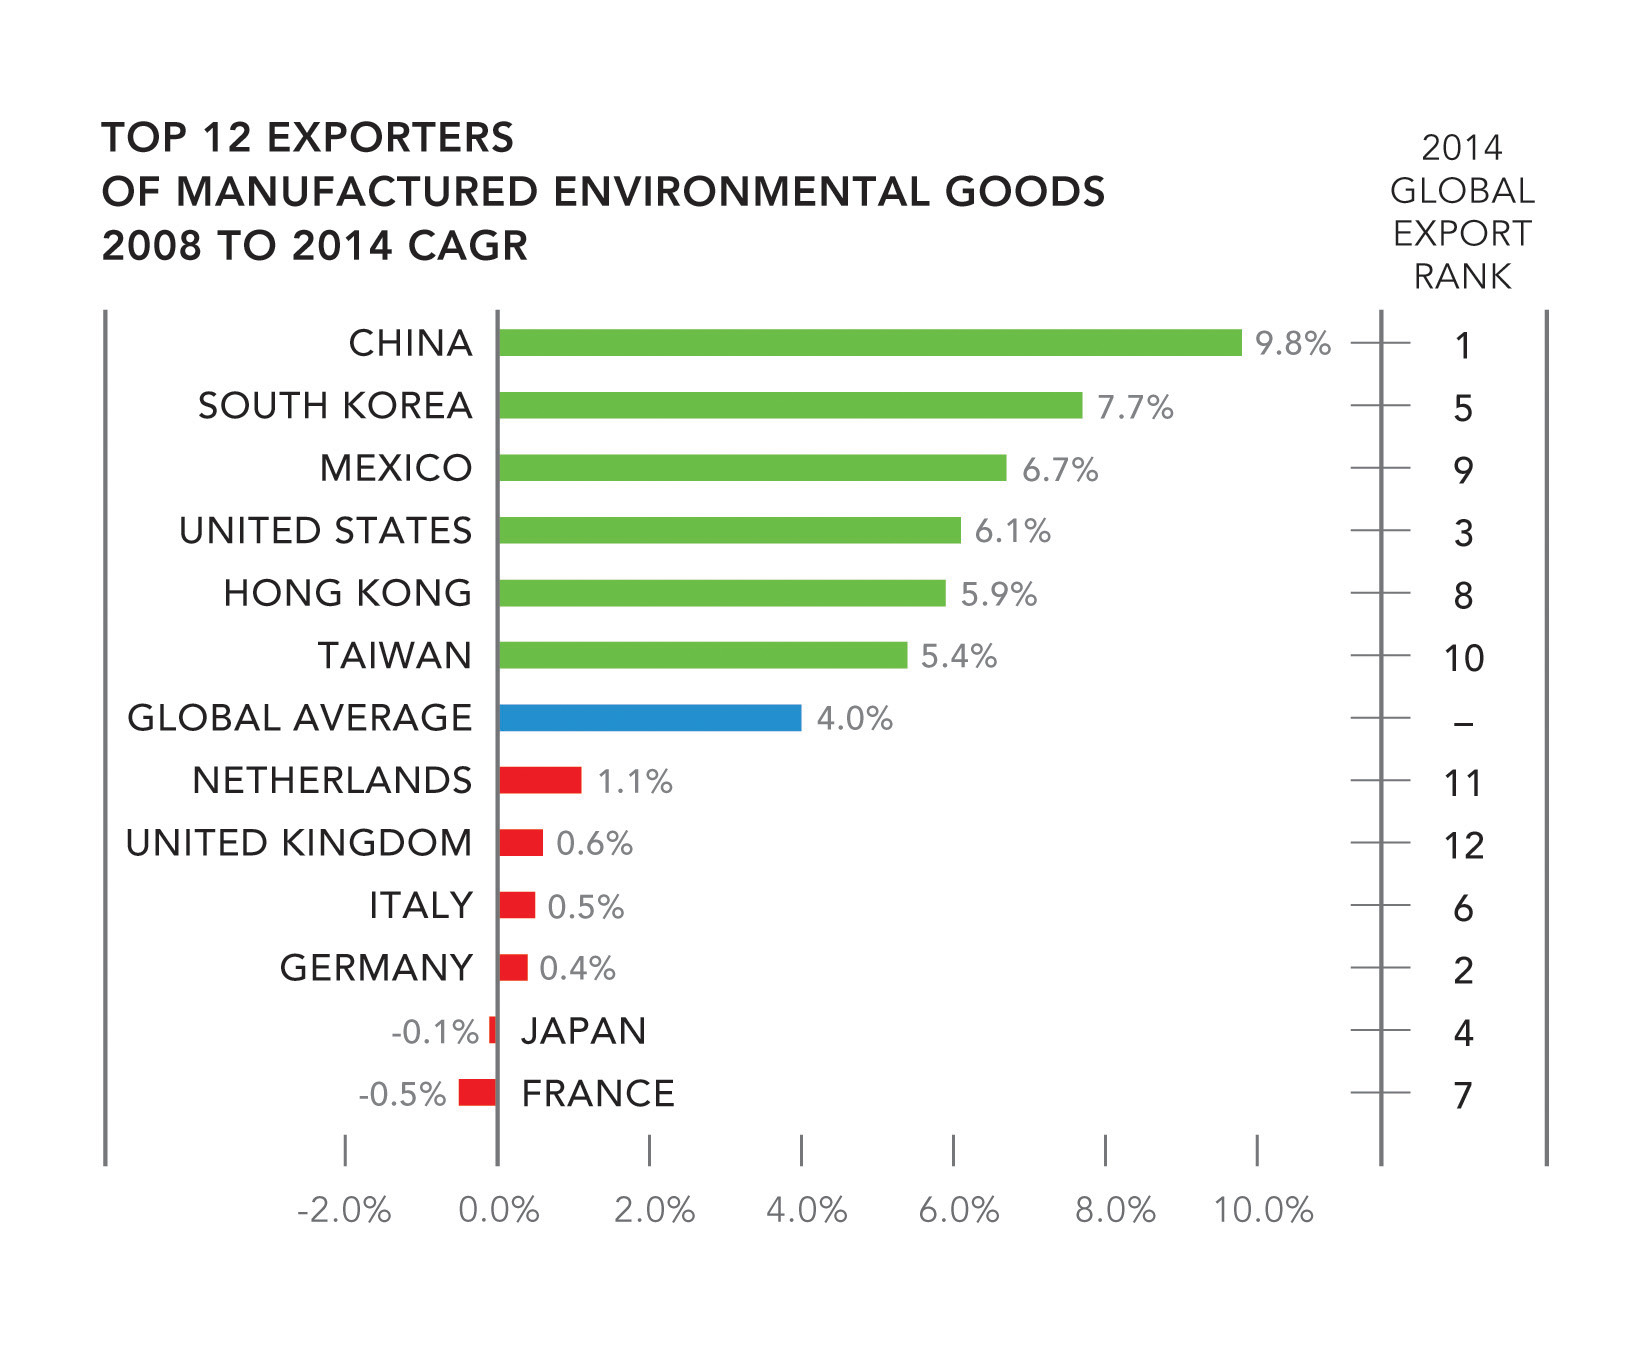 TOP 12 EXPORTERS
OF MANUFACTURED ENVIRONMENTAL GOODS
2008 TO 2014 CAGR
2014
GLOBAL
EXPORT
RANK
CHINA 9.8% 1
SOUTH KOREA 7.7% 5
MEXICO 6.7% 9
UNITED STATES 6.1% 3
HONG KONG 5.9% 8
TAIWAN 5.4% 10
GLOBAL AVERAGE 4.0% –
NETHERLANDS 1.1% 11
UNITED KINGDOM 0.6% 12
ITALY 0.5% 6
GERMANY 0.4% 2
-0.1% JAPAN 4
-0.5% FRANCE 7
-2.0% 0.0% 2.0% 4.0% 6.0% 8.0% 10.0%